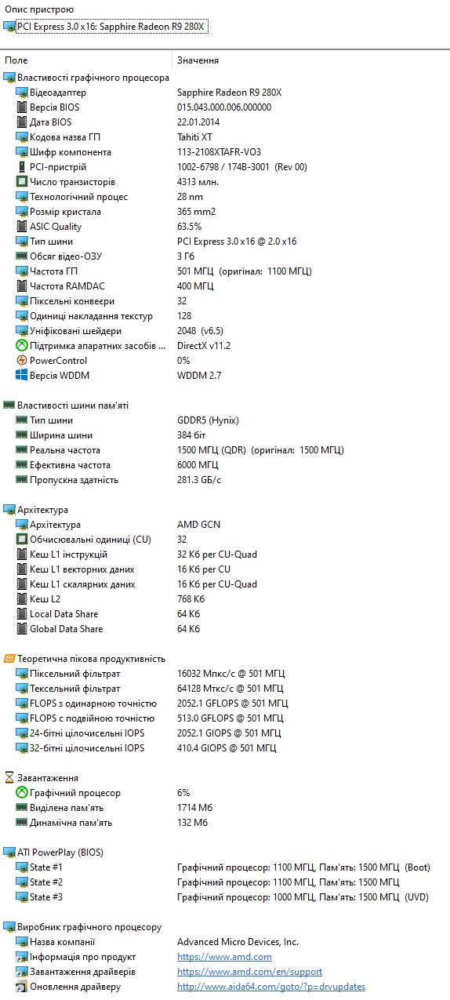 Опис пристрою
PCI Express 3.0 x16: Sapphire Radeon R9 280X
Поле Значення
Властивості графічного процесора
Відеоадаптер Sapphire Radeon R9 280X
Версія BIOS 015.043.000.006.000000
Дата BIOS 22.01.2014
Кодова назва ГП Tahiti XT
Шифр компонента 113-2108XTAFR-VO3
PCI-пристрій 1002-6798 / 174B-3001 (Rev 00)
Число транзисторів 4313 млн.
Технологічний процес 28 nm
Розмір кристала 365 mm2
ASIC Quality 63.5%
Тип шини PCI Express 3.0 x16 @ 2.0 x16
Обсяг відео-ОЗУ 3 Гб
Частота ГП 501 МГЦ (оригінал: 1100 МГЦ)
Частота RAMDAC 400 МГЦ
Піксельні конвеєри 32
Одиниці накладання текстур 128
Уніфіковані шейдери 2048 (v6.5)
Підтримка апаратних засобів ... DirectX v11.2
PowerControl 0%
Версія WDDM WDDM 2.7
Властивості шини пам'яті
Тип шини GDDR5 (Hynix)
Ширина шини 384 біт
Реальна частота 1500 МГЦ (QDR) (оригінал: 1500 МГЦ)
Ефективна частота 6000 МГЦ
Пропускна здатність 281.3 ГБ/с
Архітектура
Архітектура AMD GCN
Обчисювальні одиниці (CU) 32
Кеш L1 інструкцій 32 Кб per CU-Quad
Кеш L1 векторних даних 16 Кб per CU
Кеш L1 скалярних даних 16 Кб per CU-Quad
Кеш L2 768 Кб
Local Data Share 64 Кб
Global Data Share 64 Кб
Теоретична пікова продуктивність
Піксельний фільтрат 16032 Мпкс/с @ 501 МГЦ
Тексельний фільтрат 64128 Мткс/с @ 501 МГЦ
FLOPS з одинарною точністю 2052.1 GFLOPS @ 501 МГЦ
FLOPS с подвійною точністю 513.0 GFLOPS @ 501 МГЦ
24-бітні цілочисельні IOPS 2052.1 GIOPS @ 501 МГЦ
32-бітні цілочисельні IOPS 410.4 GIOPS @ 501 МГЦ
Завантаження
Графічний процесор 6%
Виділена пам'ять 1714 Мб
Динамічна пам'ять 132 Мб
ATI PowerPlay (BIOS)
State #1 Графічний процесор: 1100 МГЦ, Пам'ять: 1500 МГЦ (Boot)
State #2 Графічний процесор: 1100 МГЦ, Пам'ять: 1500 МГЦ
State #3 Графічний процесор: 1000 МГЦ, Пам'ять: 1500 МГЦ (UVD)
Виробник графічного процесору
Назва компанії Advanced Micro Devices, Inc.
Інформація про продукт https://www.amd.com
Завантаження драйверів https://www.amd.com/en/support
Оновлення драйверу http://www.aida64.com/goto/?p=drvupdates